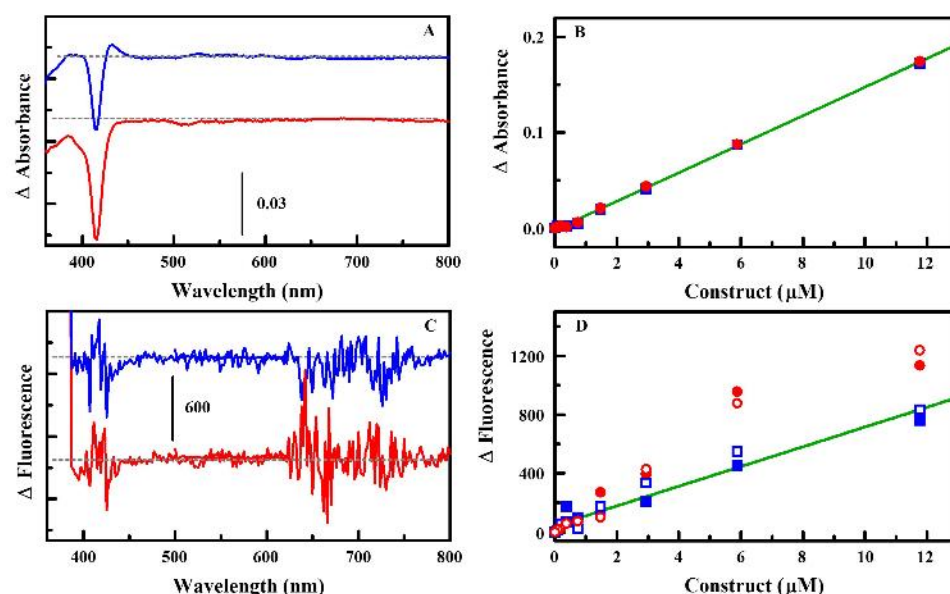 A
Δ Absorbance
0.03
400 500 600 700 800
Wavelength (nm)
B
Δ Absorbance
0.2
0.1
0.0
0 2 4 6 8 10 12
Construct (μM)
C
Δ Fluorescence
600
400 500 600 700 800
Wavelength (nm)
D
Δ Fluorescence
1200
800
400
0
0 2 4 6 8 10 12
Construct (μM)